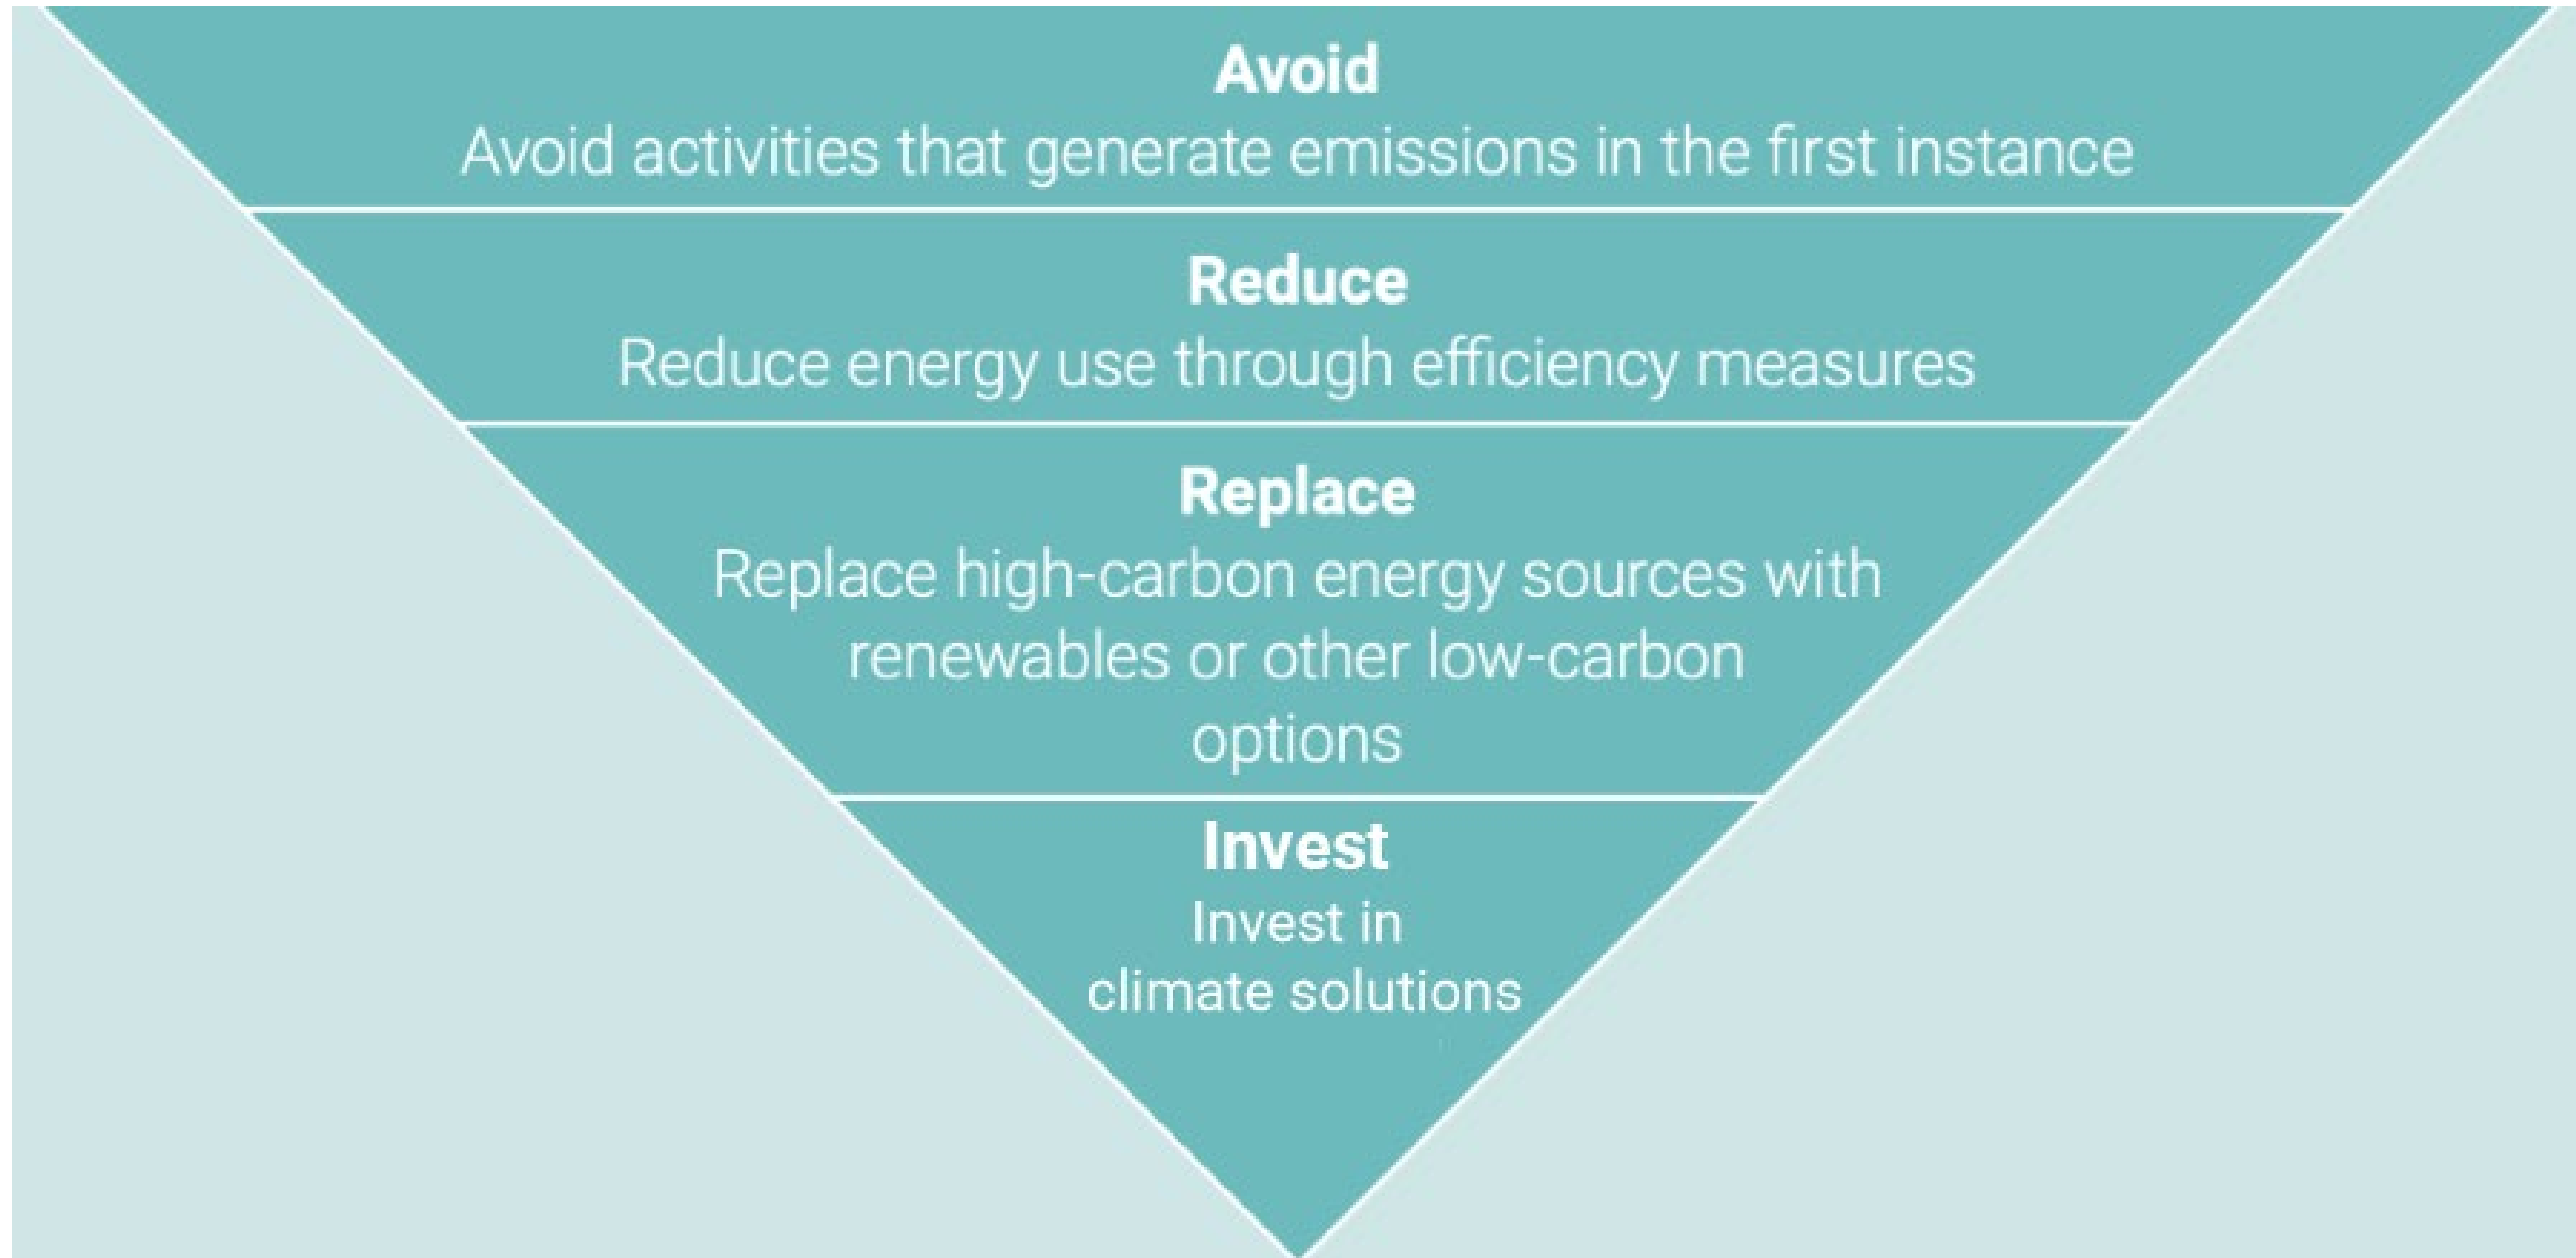 Avoid
Avoid activities that generate emissions in the first instance
Reduce
Reduce energy use through efficiency measures
Replace
Replace high-carbon energy sources with
renewables or other low-carbon
options
Invest
Invest in
climate solutions